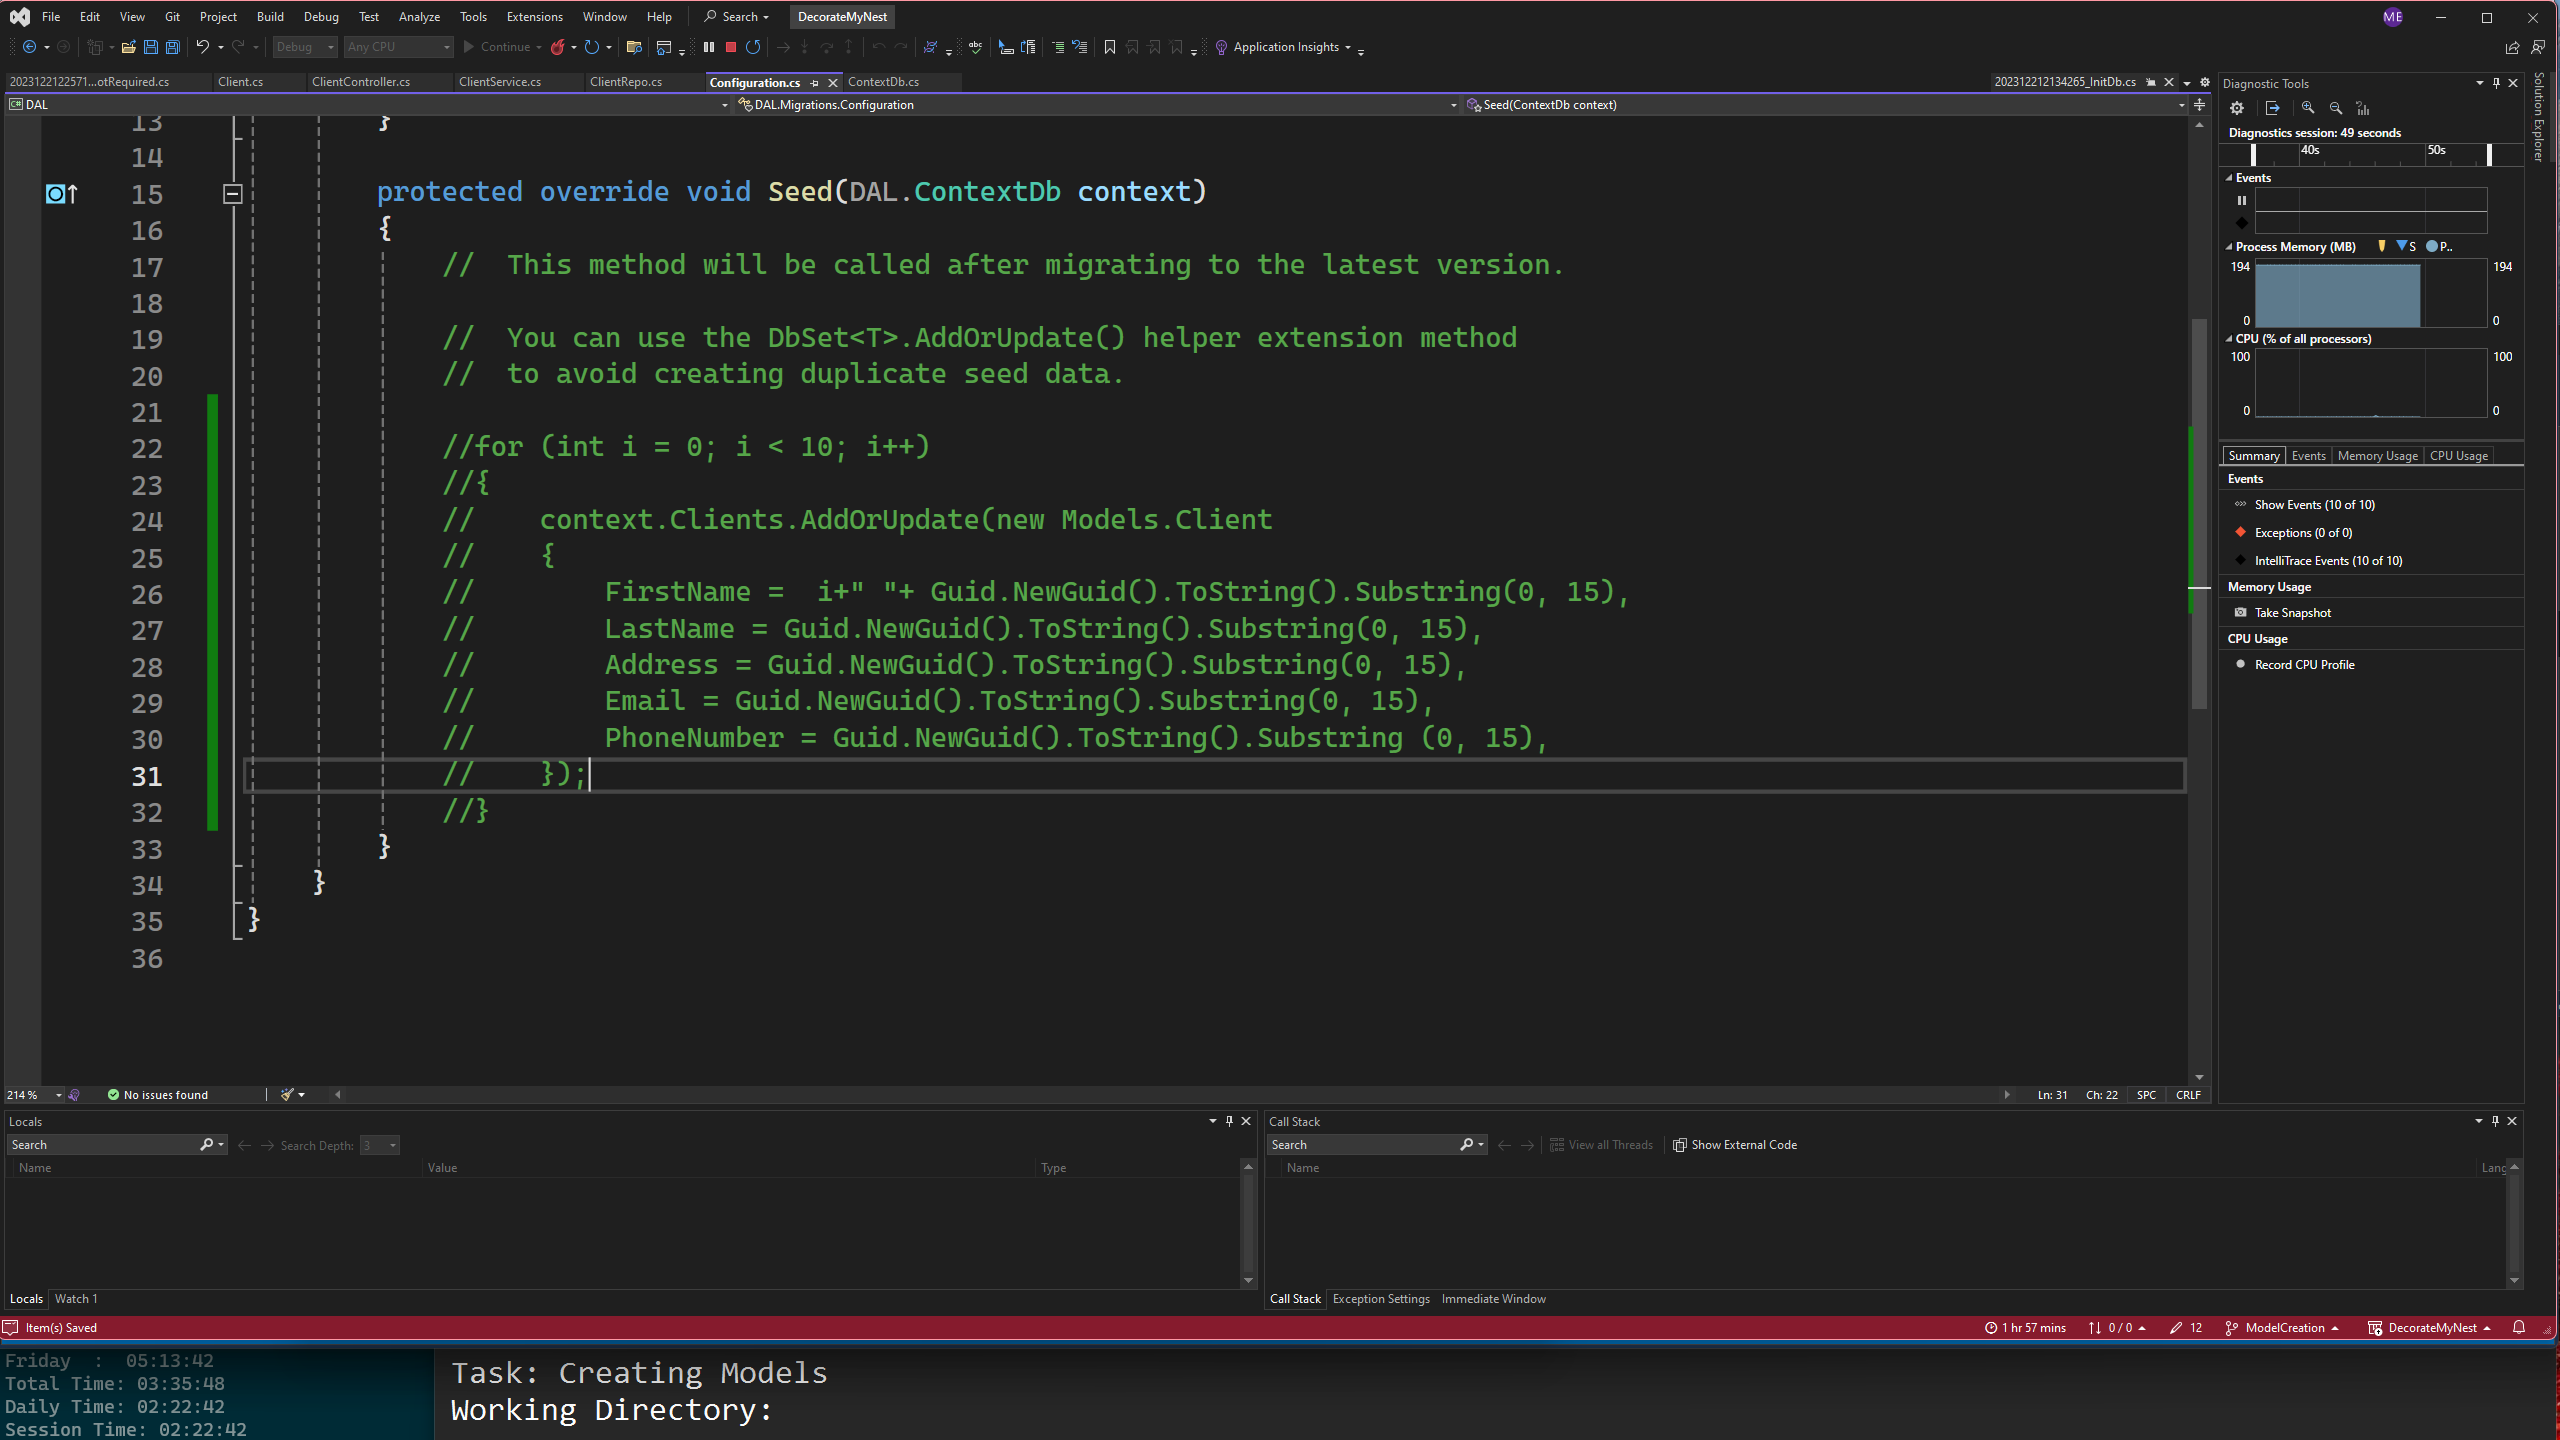 File Edit View Git Project Build Debug Test Analyze Tools Extensions Window Help Search DecorateMyNest ME
Debug Any CPU Continue Application Insights
2023122122571...otRequired.cs Client.cs ClientController.cs ClientService.cs ClientRepo.cs Configuration.cs ContextDb.cs 202312212134265_InitDb.cs
DAL DAL.Migrations.Configuration Seed(ContextDb context)
13 }
14
15 protected override void Seed(DAL.ContextDb context)
16 {
17 //  This method will be called after migrating to the latest version.
18
19 //  You can use the DbSet<T>.AddOrUpdate() helper extension method
20 //  to avoid creating duplicate seed data.
21
22 //for (int i = 0; i < 10; i++)
23 //{
24 //    context.Clients.AddOrUpdate(new Models.Client
25 //    {
26 //        FirstName =  i+" "+ Guid.NewGuid().ToString().Substring(0, 15),
27 //        LastName = Guid.NewGuid().ToString().Substring(0, 15),
28 //        Address = Guid.NewGuid().ToString().Substring(0, 15),
29 //        Email = Guid.NewGuid().ToString().Substring(0, 15),
30 //        PhoneNumber = Guid.NewGuid().ToString().Substring (0, 15),
31 //    });
32 //}
33 }
34 }
35 }
36
214 % No issues found Ln: 31 Ch: 22 SPC CRLF
Diagnostic Tools
Diagnostics session: 49 seconds
40s 50s
Events
Process Memory (MB) S P..
194 194
0 0
CPU (% of all processors)
100 100
0 0
Summary Events Memory Usage CPU Usage
Events
Show Events (10 of 10)
Exceptions (0 of 0)
IntelliTrace Events (10 of 10)
Memory Usage
Take Snapshot
CPU Usage
Record CPU Profile
Solution Explorer
Locals
Search Search Depth: 3
Name Value Type
Locals Watch 1
Call Stack
Search View all Threads Show External Code
Name Lang
Call Stack Exception Settings Immediate Window
Item(s) Saved 1 hr 57 mins 0 / 0 12 ModelCreation DecorateMyNest
Friday  :  05:13:42
Total Time: 03:35:48
Daily Time: 02:22:42
Session Time: 02:22:42
Task: Creating Models
Working Directory: